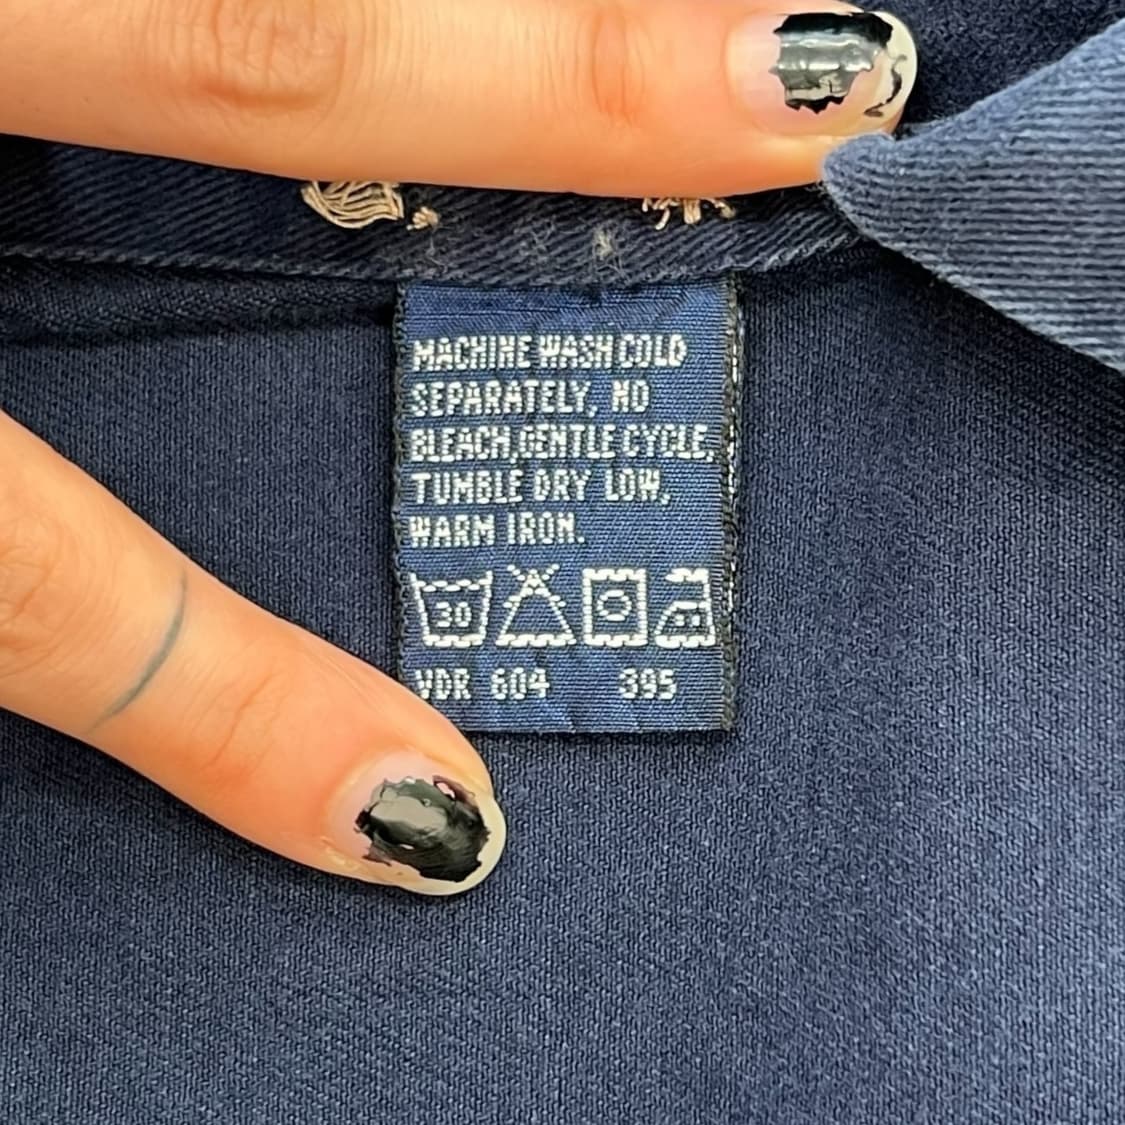 MACHINE WASH COLD
SEPARATELY, NO
BLEACH,GENTLE CYCLE,
TUMBLE DRY LOW,
WARM IRON.
30
VDR 604 395